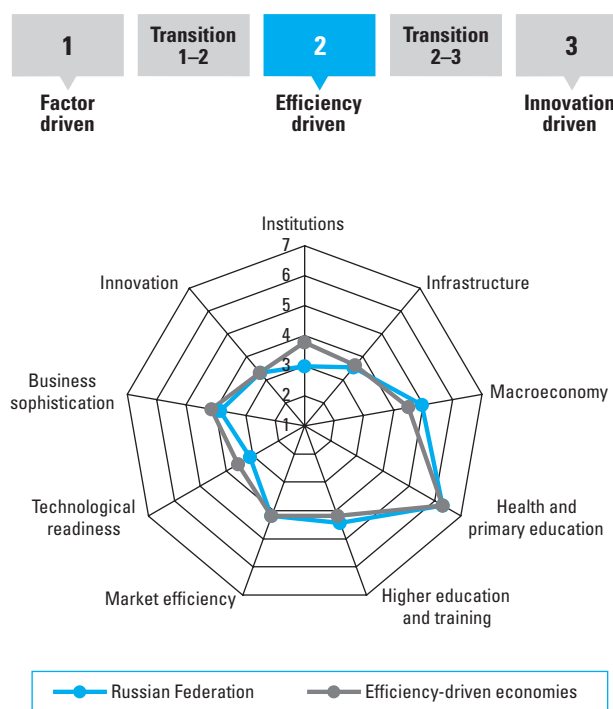 1
Transition
1–2
2
Transition
2–3
3
Factor
driven
Efficiency
driven
Innovation
driven
Institutions
7
6
5
4
3
2
1
Innovation
Infrastructure
Business
sophistication
Macroeconomy
Technological
readiness
Health and
primary education
Market efficiency
Higher education
and training
Russian Federation
Efficiency-driven economies